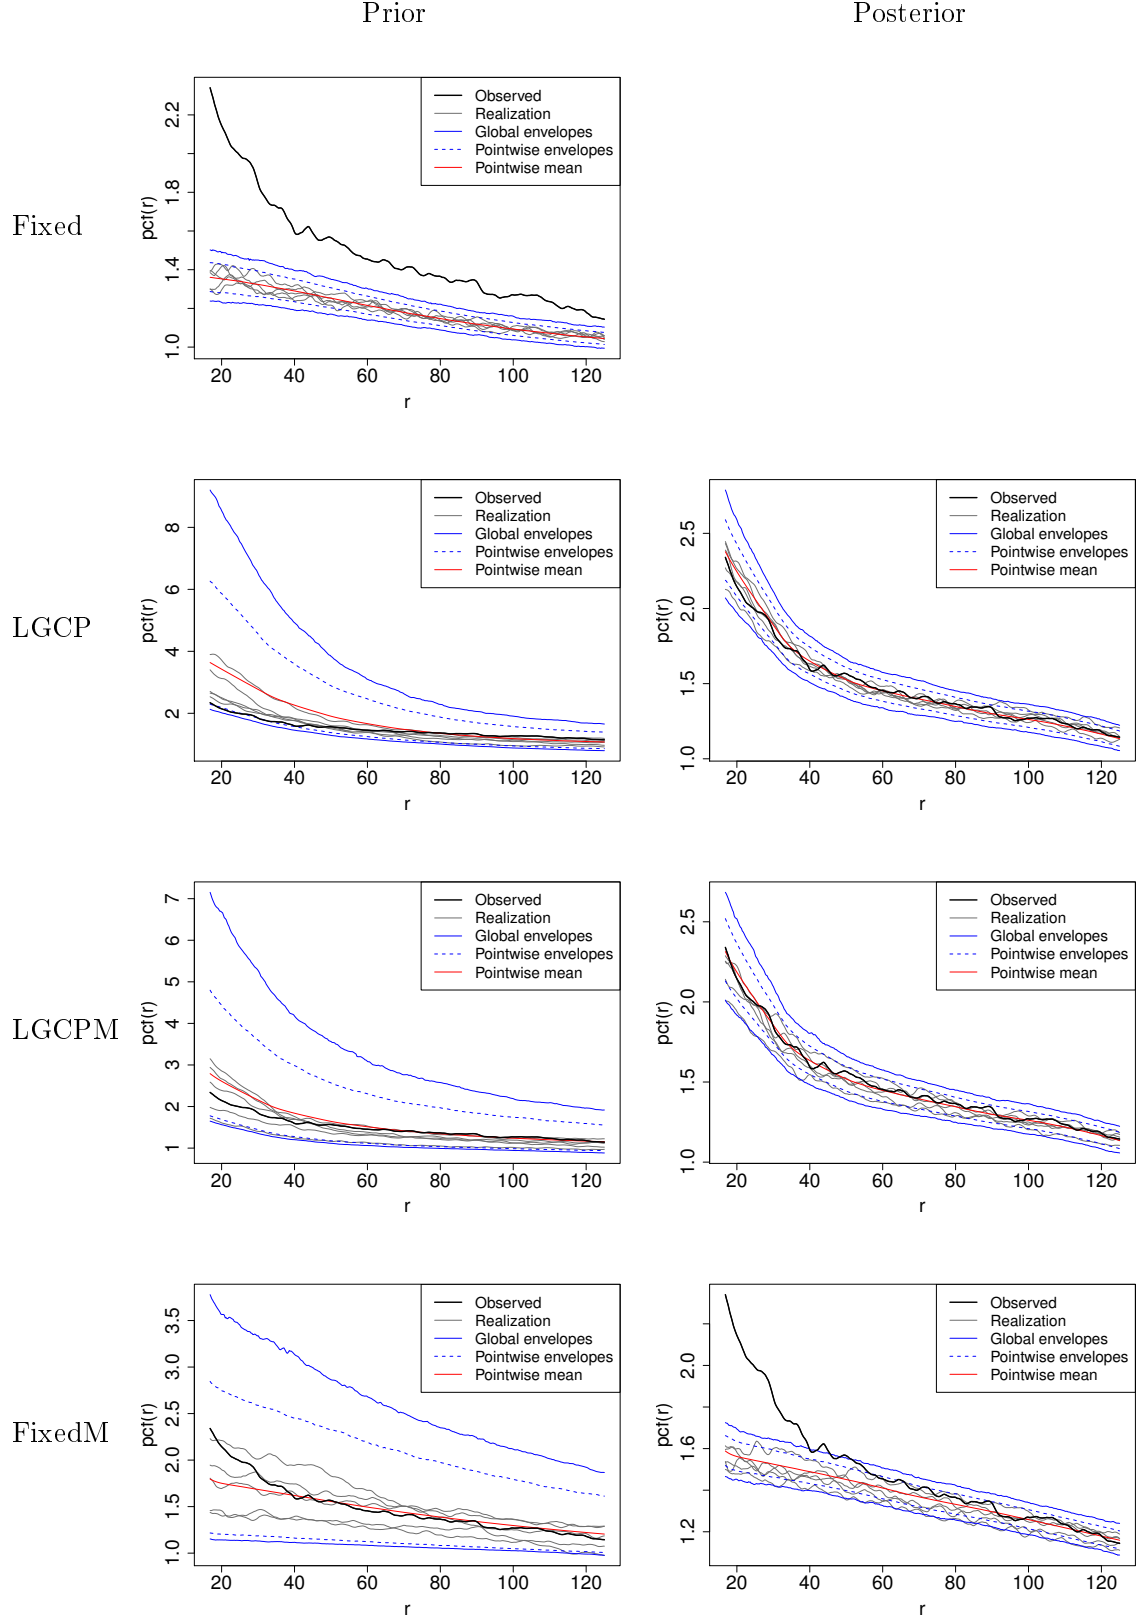 Prior Posterior
Fixed
pcf(r)
1.0 1.4 1.8 2.2
20 40 60 80 100 120
r
Observed
Realization
Global envelopes
Pointwise envelopes
Pointwise mean
LGCP
pcf(r)
2 4 6 8
20 40 60 80 100 120
r
Observed
Realization
Global envelopes
Pointwise envelopes
Pointwise mean
pcf(r)
1.0 1.5 2.0 2.5
20 40 60 80 100 120
r
Observed
Realization
Global envelopes
Pointwise envelopes
Pointwise mean
LGCPM
pcf(r)
1 2 3 4 5 6 7
20 40 60 80 100 120
r
Observed
Realization
Global envelopes
Pointwise envelopes
Pointwise mean
pcf(r)
1.0 1.5 2.0 2.5
20 40 60 80 100 120
r
Observed
Realization
Global envelopes
Pointwise envelopes
Pointwise mean
FixedM
pcf(r)
1.0 1.5 2.0 2.5 3.0 3.5
20 40 60 80 100 120
r
Observed
Realization
Global envelopes
Pointwise envelopes
Pointwise mean
pcf(r)
1.2 1.6 2.0
20 40 60 80 100 120
r
Observed
Realization
Global envelopes
Pointwise envelopes
Pointwise mean